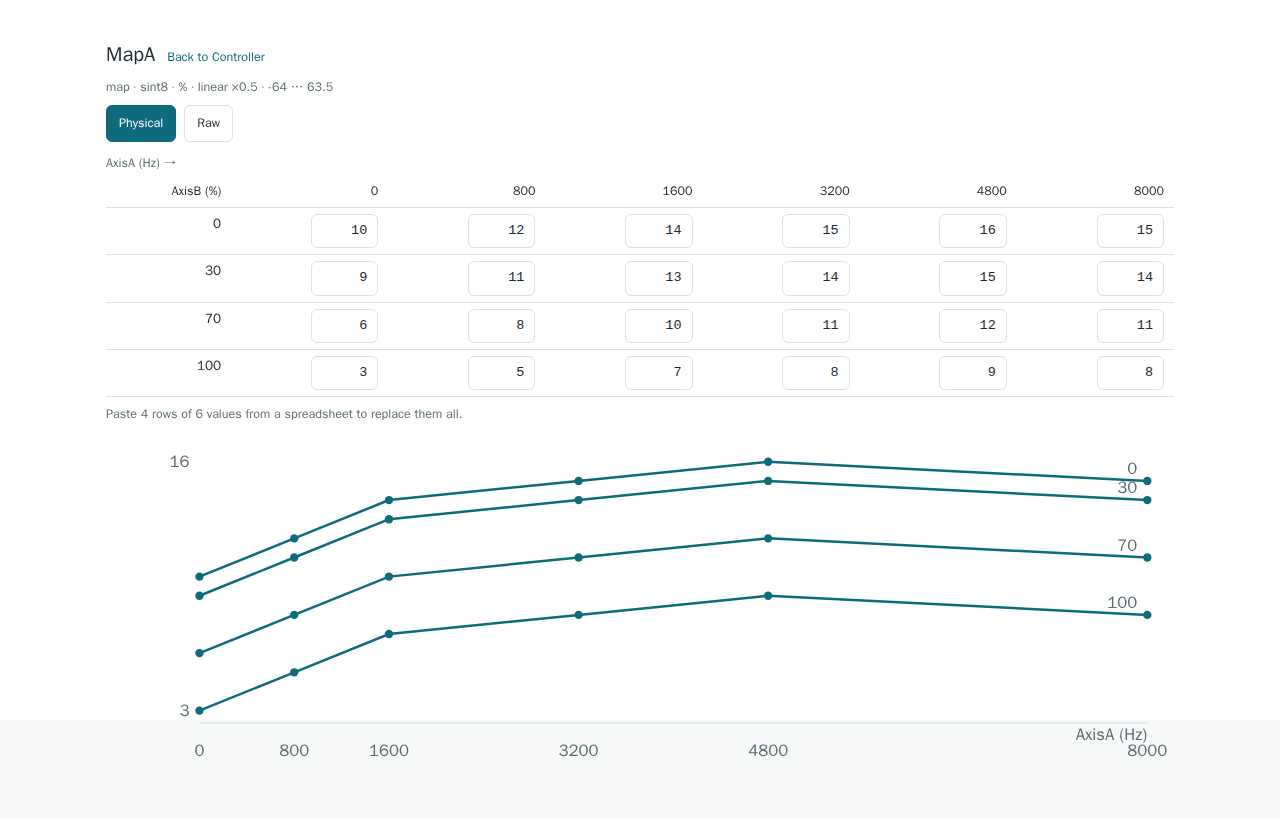 MapA Back to Controller
map · sint8 · % · linear ×0.5 · -64 ··· 63.5
Physical Raw
AxisA (Hz) →
AxisB (%) 0 800 1600 3200 4800 8000
0 10 12 14 15 16 15
30 9 11 13 14 15 14
70 6 8 10 11 12 11
100 3 5 7 8 9 8
Paste 4 rows of 6 values from a spreadsheet to replace them all.
16
0
30
70
100
3
AxisA (Hz)
0 800 1600 3200 4800 8000